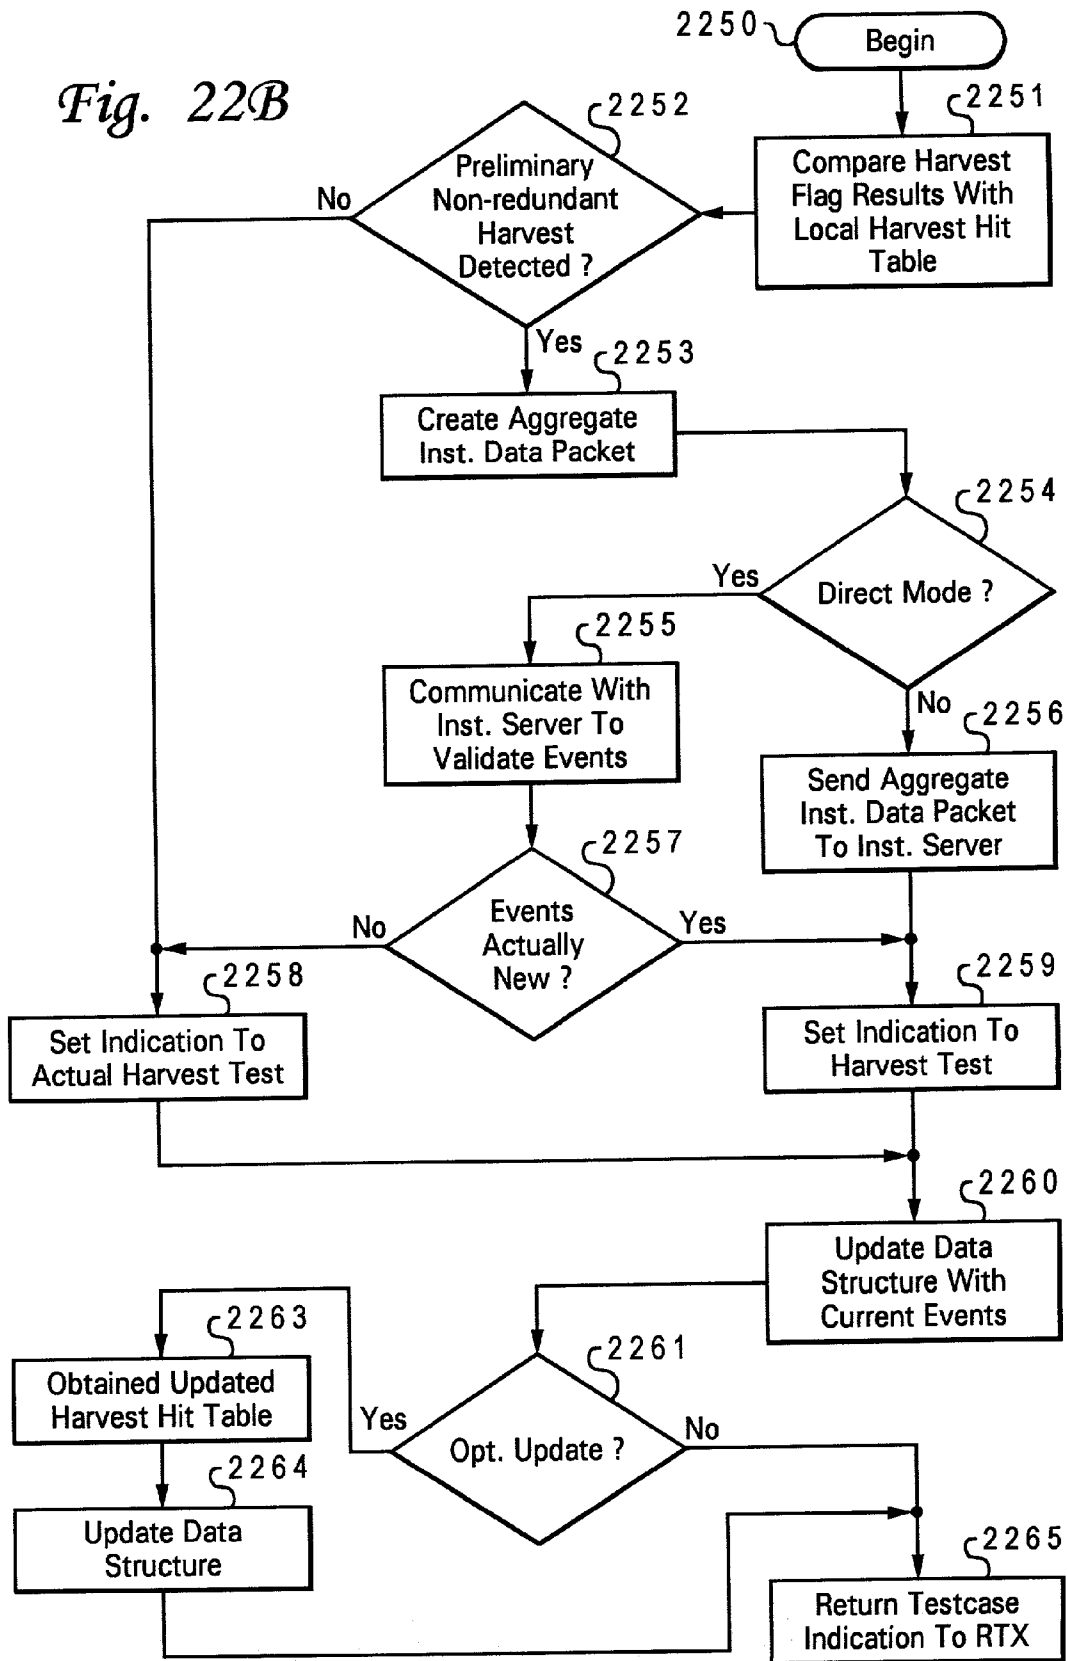 2250
Begin
Fig. 22B
2251
Compare Harvest
Flag Results With
Local Harvest Hit
Table
2252
Preliminary
Non-redundant
Harvest
Detected ?
No
Yes
2253
Create Aggregate
Inst. Data Packet
2254
Direct Mode ?
Yes
No
2255
Communicate With
Inst. Server To
Validate Events
2256
Send Aggregate
Inst. Data Packet
To Inst. Server
2257
Events
Actually
New ?
No
Yes
2258
Set Indication To
Actual Harvest Test
2259
Set Indication To
Harvest Test
2260
Update Data
Structure With
Current Events
2261
Opt. Update ?
Yes
No
2263
Obtained Updated
Harvest Hit Table
2264
Update Data
Structure
2265
Return Testcase
Indication To RTX